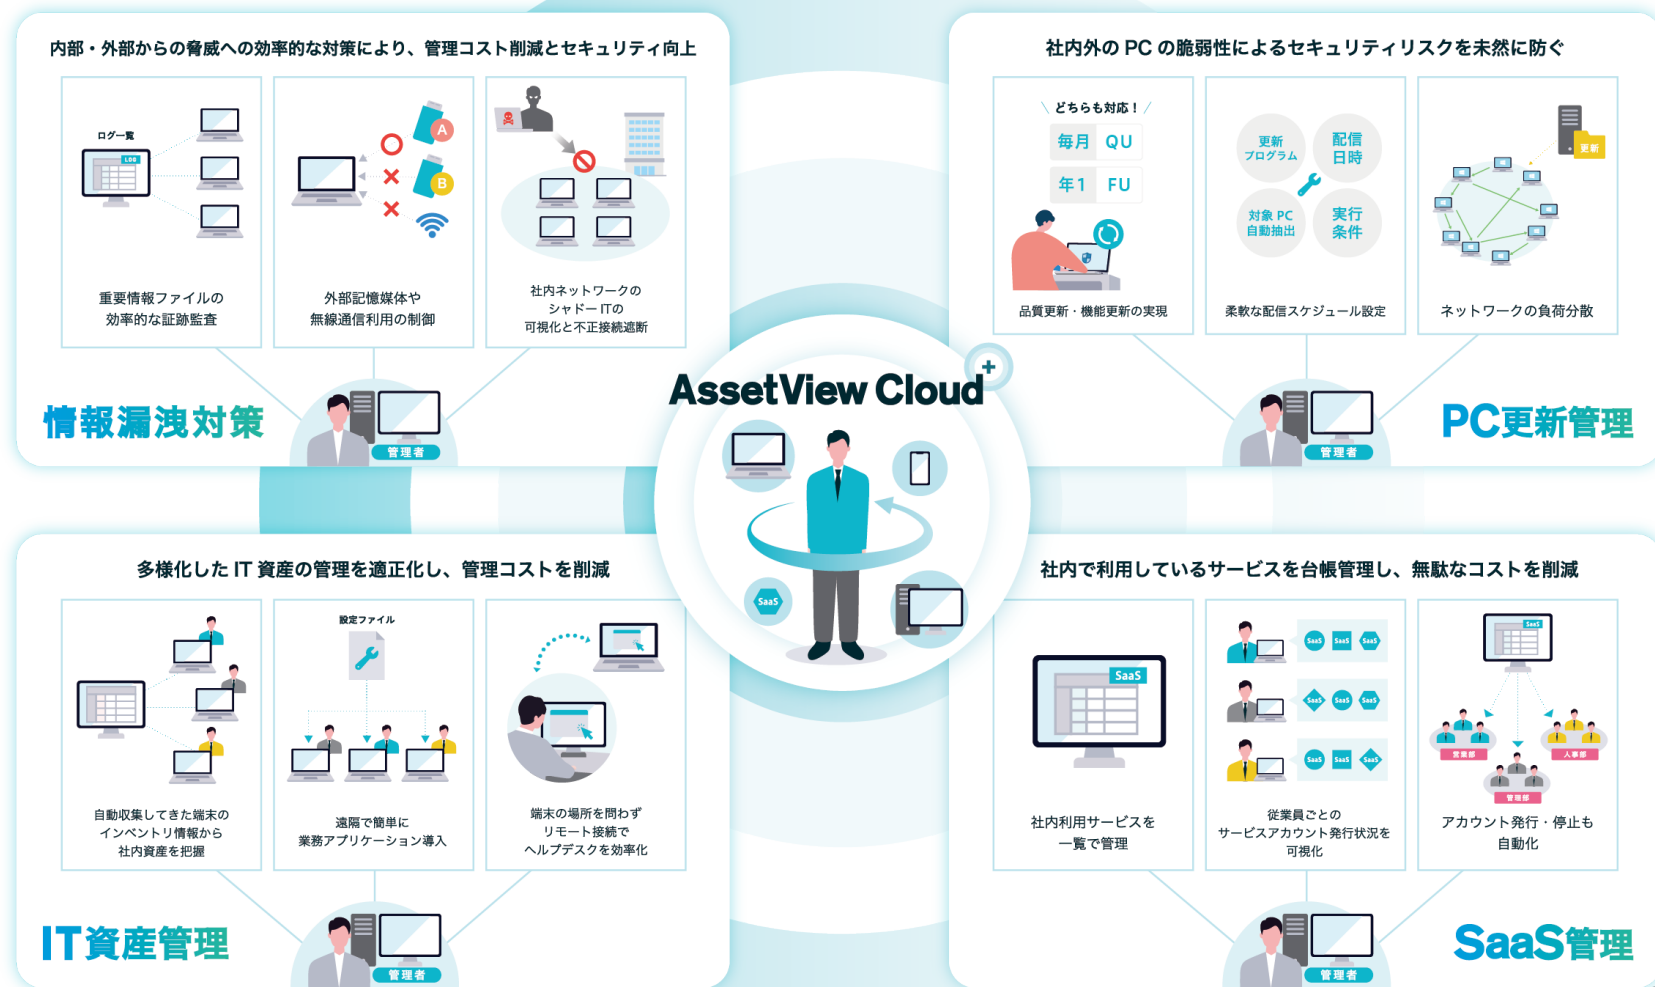 内部・外部からの脅威への効率的な対策により、管理コスト削減とセキュリティ向上
ログ一覧
LOG
A
B
重要情報ファイルの
効率的な証跡監査
外部記憶媒体や
無線通信利用の制御
社内ネットワークの
シャドーITの
可視化と不正接続遮断
情報漏洩対策
管理者
社内外の PC の脆弱性によるセキュリティリスクを未然に防ぐ
どちらも対応！
毎月 QU
年1 FU
更新
プログラム
配信
日時
対象 PC
自動抽出
実行
条件
更新
品質更新・機能更新の実現
柔軟な配信スケジュール設定
ネットワークの負荷分散
管理者
PC更新管理
AssetView Cloud +
SaaS
多様化した IT 資産の管理を適正化し、管理コストを削減
設定ファイル
自動収集してきた端末の
インベントリ情報から
社内資産を把握
遠隔で簡単に
業務アプリケーション導入
端末の場所を問わず
リモート接続で
ヘルプデスクを効率化
IT資産管理
管理者
社内で利用しているサービスを台帳管理し、無駄なコストを削減
SaaS
SaaS SaaS SaaS
SaaS SaaS SaaS
SaaS SaaS SaaS
SaaS
営業部
人事部
管理部
社内利用サービスを
一覧で管理
従業員ごとの
サービスアカウント発行状況を
可視化
アカウント発行・停止も
自動化
管理者
SaaS管理